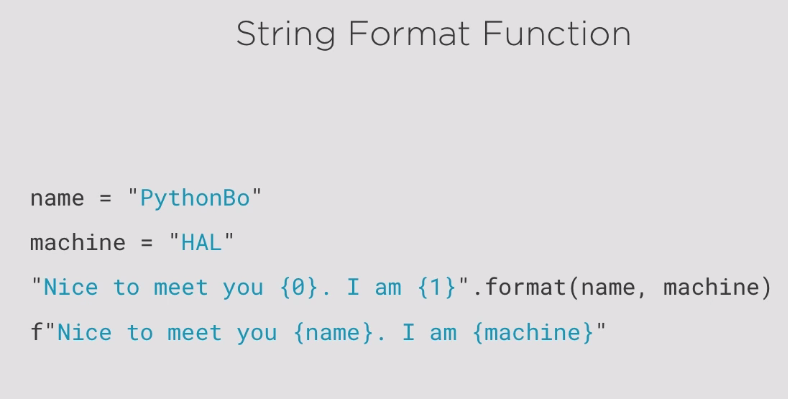 String Format Function
name = "PythonBo"
machine = "HAL"
"Nice to meet you {0}. I am {1}".format(name, machine)
f"Nice to meet you {name}. I am {machine}"